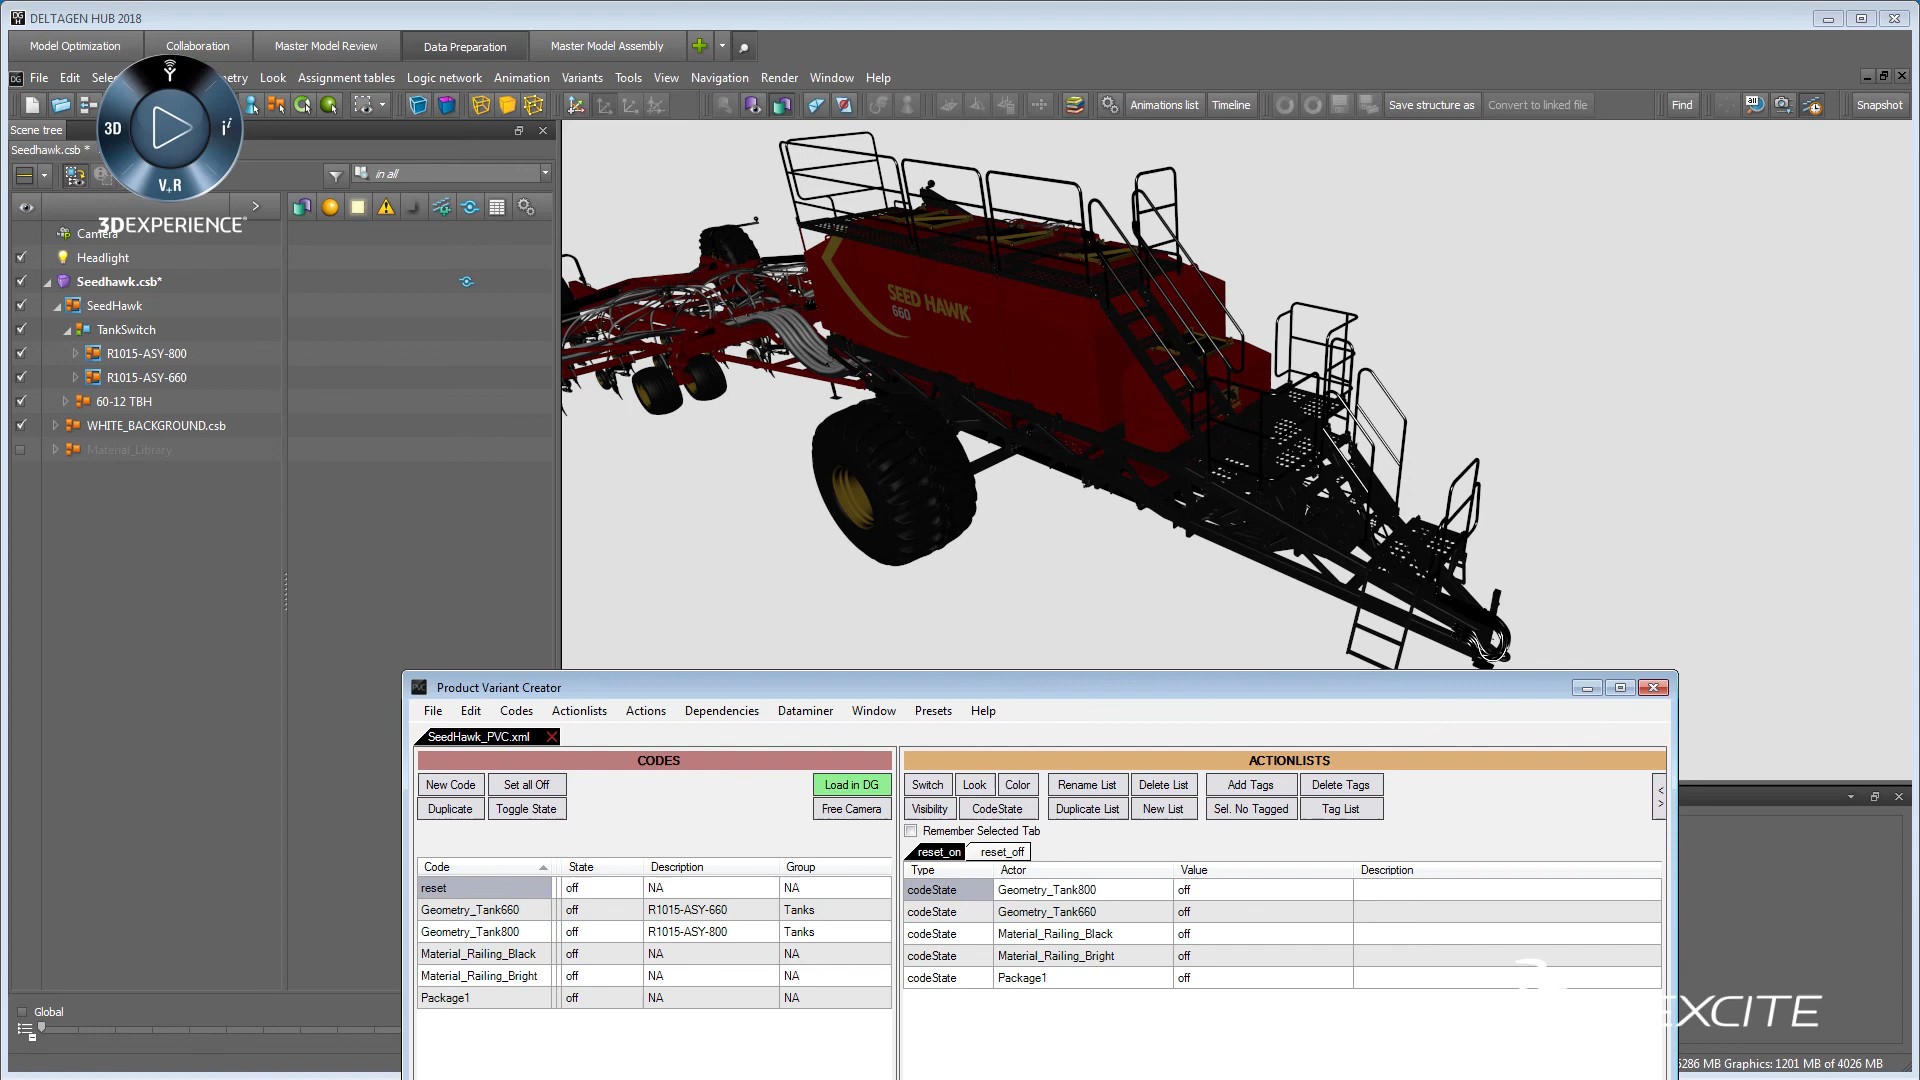 DELTAGEN HUB 2018
Model Optimization
Collaboration
Master Model Review
Data Preparation
Master Model Assembly
File
Edit
Look
Assignment tables
Logic network
Animation
Variants
Tools
View
Navigation
Render
Window
Help
Animations list
Timeline
Save structure as
Convert to linked file
Find
Snapshot
Scene tree
Seedhawk.csb *
in all
3D
V+R
3DEXPERIENCE
Camera
Headlight
Seedhawk.csb*
SeedHawk
TankSwitch
R1015-ASY-800
R1015-ASY-660
60-12 TBH
WHITE_BACKGROUND.csb
Material_Library
SEED HAWK
660
Product Variant Creator
File Edit Codes Actionlists Actions Dependencies Dataminer Window Presets Help
SeedHawk_PVC.xml
CODES
New Code Set all Off Load in DG
Duplicate Toggle State Free Camera
Code State Description Group
reset off NA NA
Geometry_Tank660 off R1015-ASY-660 Tanks
Geometry_Tank800 off R1015-ASY-800 Tanks
Material_Railing_Black off NA NA
Material_Railing_Bright off NA NA
Package1 off NA NA
ACTIONLISTS
Switch Look Color Rename List Delete List Add Tags Delete Tags
Visibility CodeState Duplicate List New List Sel. No Tagged Tag List
Remember Selected Tab
reset_on reset_off
Type Actor Value Description
codeState Geometry_Tank800 off
codeState Geometry_Tank660 off
codeState Material_Railing_Black off
codeState Material_Railing_Bright off
codeState Package1 off
Global
EXCITE
MB Graphics: 1201 MB of 4026 MB